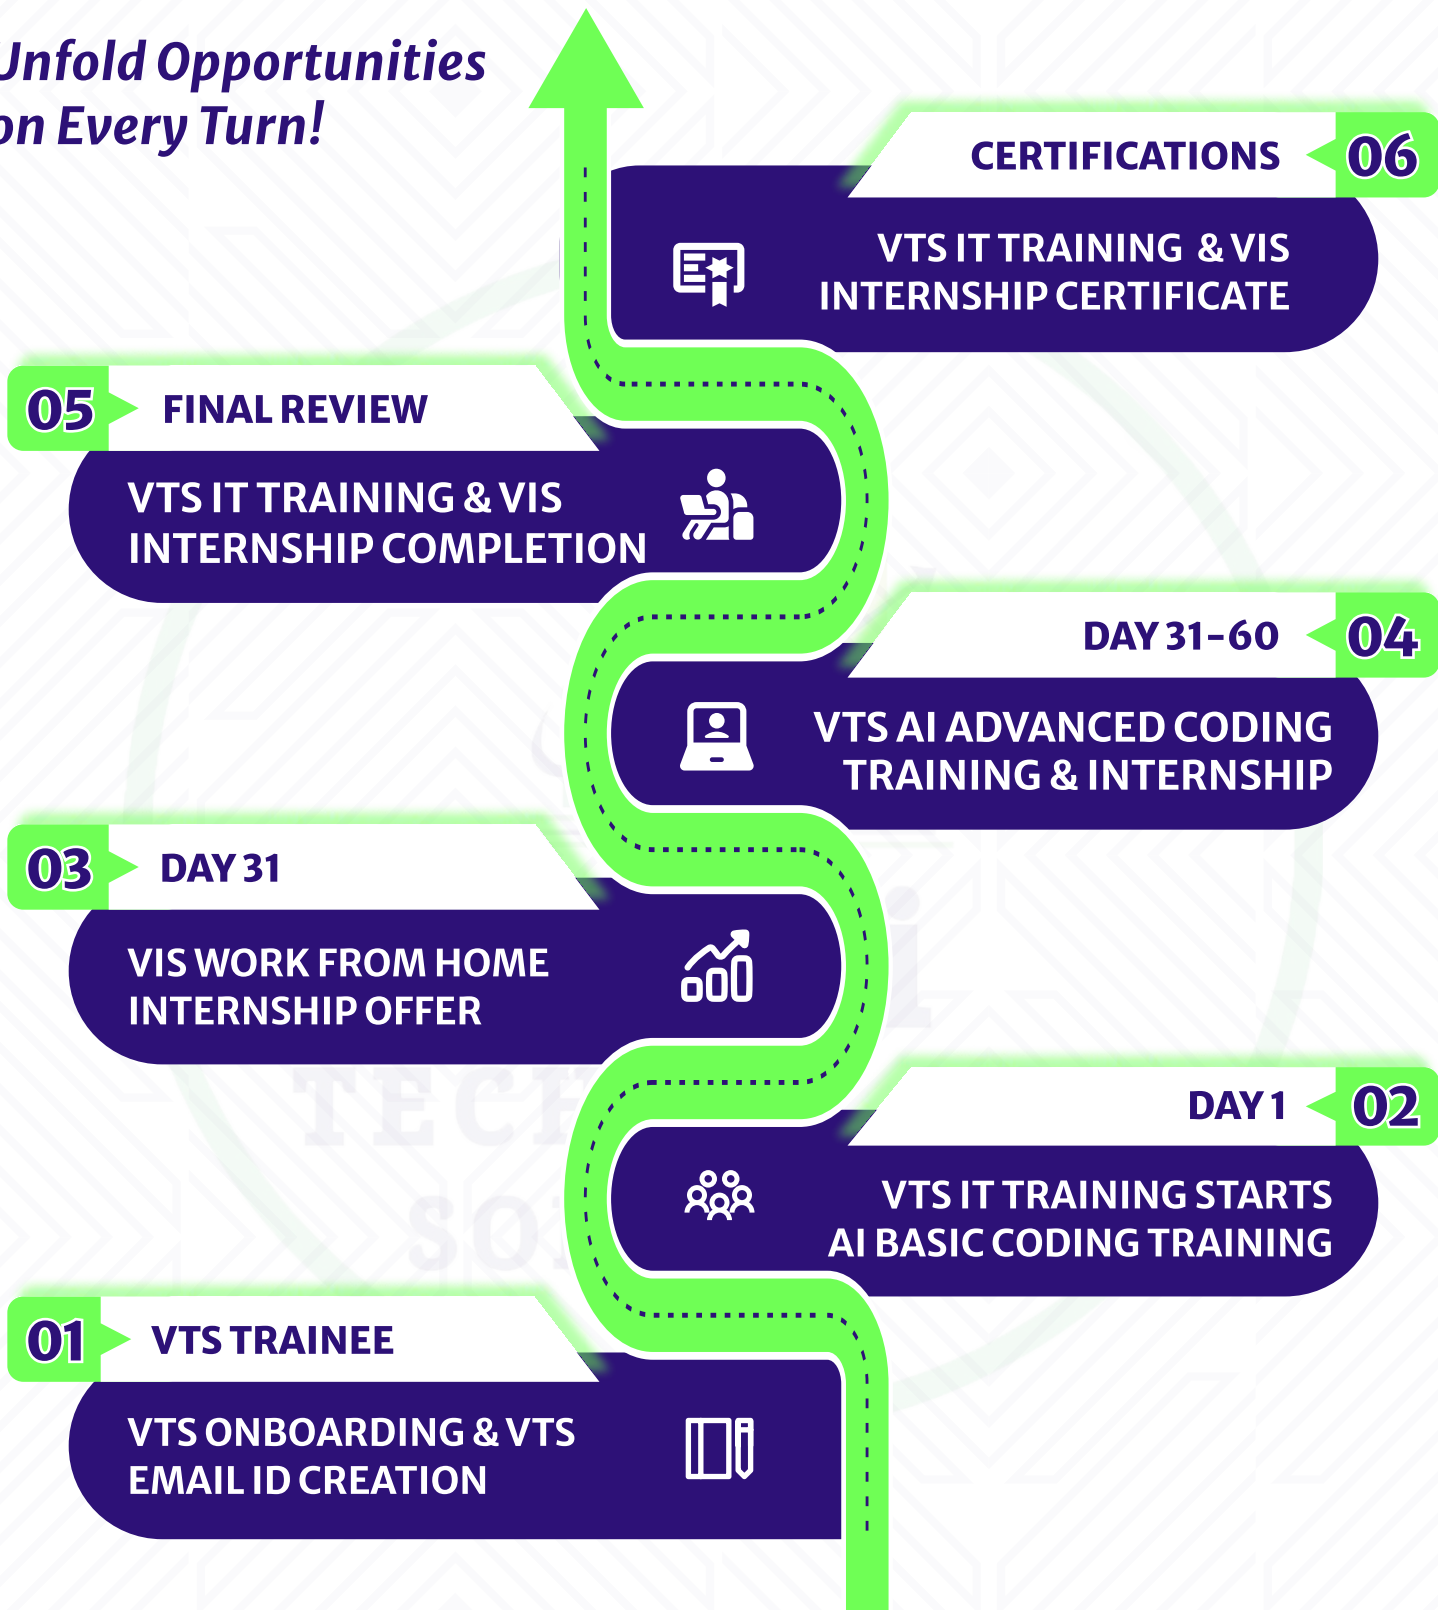 Unfold Opportunities
on Every Turn!
CERTIFICATIONS
06
VTS IT TRAINING & VIS
INTERNSHIP CERTIFICATE
05
FINAL REVIEW
VTS IT TRAINING & VIS
INTERNSHIP COMPLETION
DAY 31-60
04
VTS AI ADVANCED CODING
TRAINING & INTERNSHIP
03
DAY 31
VIS WORK FROM HOME
INTERNSHIP OFFER
DAY 1
02
VTS IT TRAINING STARTS
AI BASIC CODING TRAINING
01
VTS TRAINEE
VTS ONBOARDING & VTS
EMAIL ID CREATION